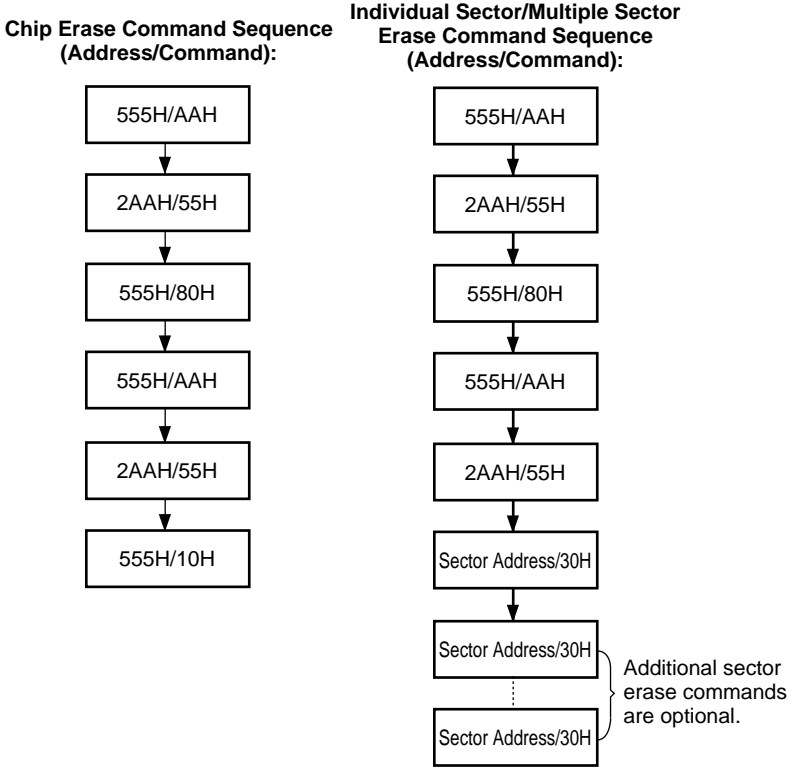 Chip Erase Command Sequence
(Address/Command):
555H/AAH
2AAH/55H
555H/80H
555H/AAH
2AAH/55H
555H/10H
Individual Sector/Multiple Sector
Erase Command Sequence
(Address/Command):
555H/AAH
2AAH/55H
555H/80H
555H/AAH
2AAH/55H
Sector Address/30H
Sector Address/30H
Sector Address/30H
Additional sector
erase commands
are optional.